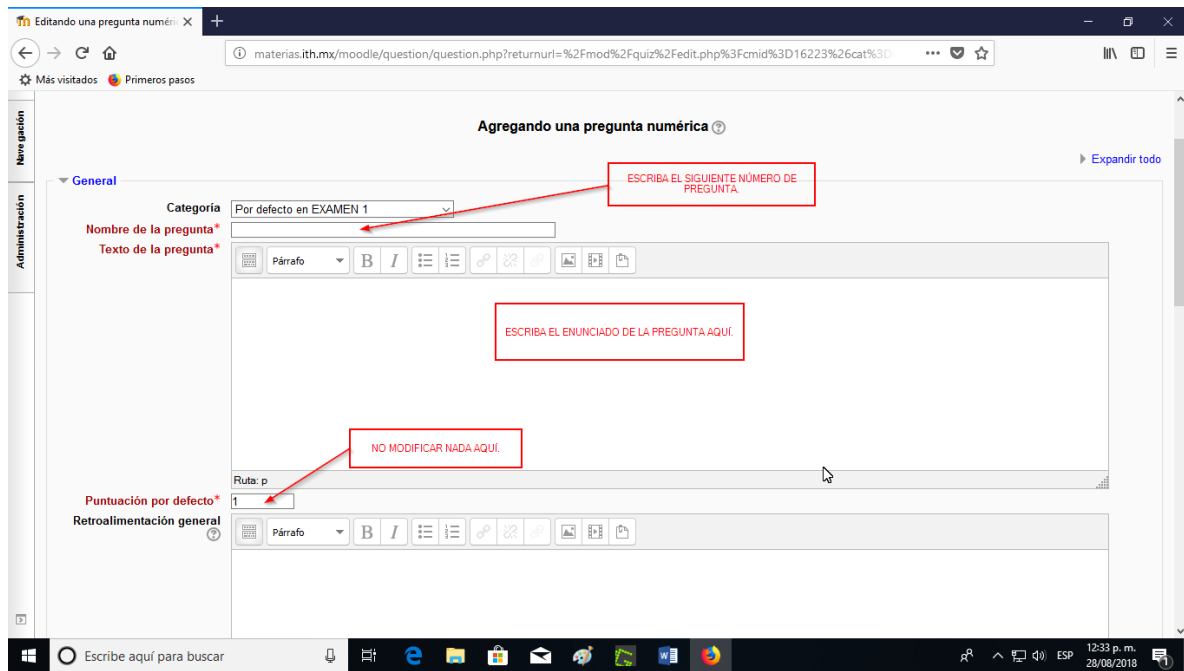 Editando una pregunta numéric
materias.ith.mx/moodle/question/question.php?returnurl=%2Fmod%2Fquiz%2Fedit.php%3Fcmid%3D16223%26cat%3D
Más visitados Primeros pasos
Navegación
Administración
Agregando una pregunta numérica
Expandir todo
General
ESCRIBA EL SIGUIENTE NÚMERO DE
PREGUNTA.
Categoría Por defecto en EXAMEN 1
Nombre de la pregunta*
Texto de la pregunta*
Párrafo B I
ESCRIBA EL ENUNCIADO DE LA PREGUNTA AQUÍ.
NO MODIFICAR NADA AQUÍ.
Ruta: p
Puntuación por defecto* 1
Retroalimentación general
Párrafo B I
Escribe aquí para buscar
ESP
12:33 p. m.
28/08/2018